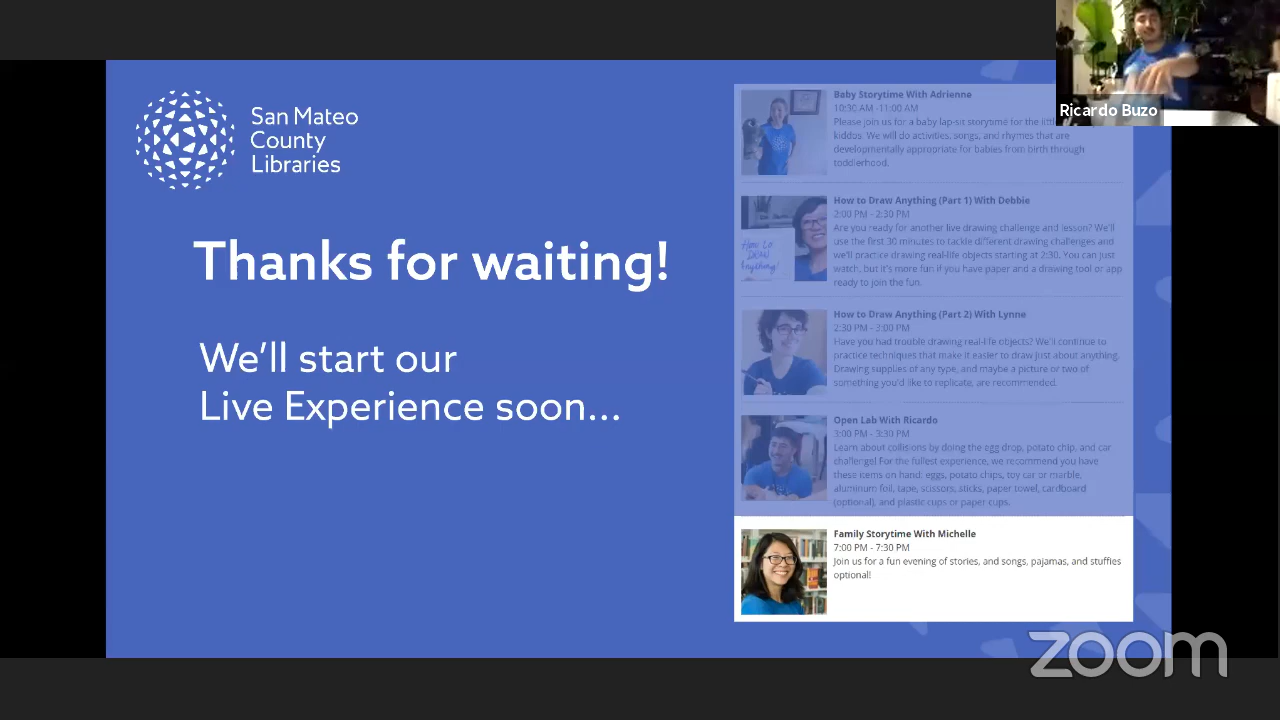 San Mateo
County
Libraries
Thanks for waiting!
We'll start our
Live Experience soon...
Baby Storytime With Adrienne
10:30 AM -11:00 AM
Please join us for a baby lap-sit storytime for the
kiddos. We will do activities, songs, and rhymes that are
developmentally appropriate for babies from birth through
toddlerhood.
How to Draw Anything (Part 1) With Debbie
2:00 PM - 2:30 PM
Are you ready for another live drawing challenge and lesson? We'll
use the first 30 minutes to tackle different drawing challenges and
we'll practice drawing real-life objects starting at 2:30. You can just
watch, but it's more fun if you have paper and a drawing tool or app
ready to join the fun.
How to
DRAW
Anything!
How to Draw Anything (Part 2) With Lynne
2:30 PM - 3:00 PM
Have you had trouble drawing real-life objects? We'll continue to
practice techniques that make it easier to draw just about anything.
Drawing supplies of any type, and maybe a picture or two of
something you'd like to replicate, are recommended.
Open Lab With Ricardo
3:00 PM - 3:30 PM
Learn about collisions by doing the egg drop, potato chip, and car
challenge! For the fullest experience, we recommend you have
these items on hand: eggs, potato chips, toy car or marble,
aluminum foil, tape, scissors, sticks, paper towel, cardboard
(optional), and plastic cups or paper cups.
Family Storytime With Michelle
7:00 PM - 7:30 PM
Join us for a fun evening of stories, and songs, pajamas, and stuffies
optional!
Ricardo Buzo
zoom